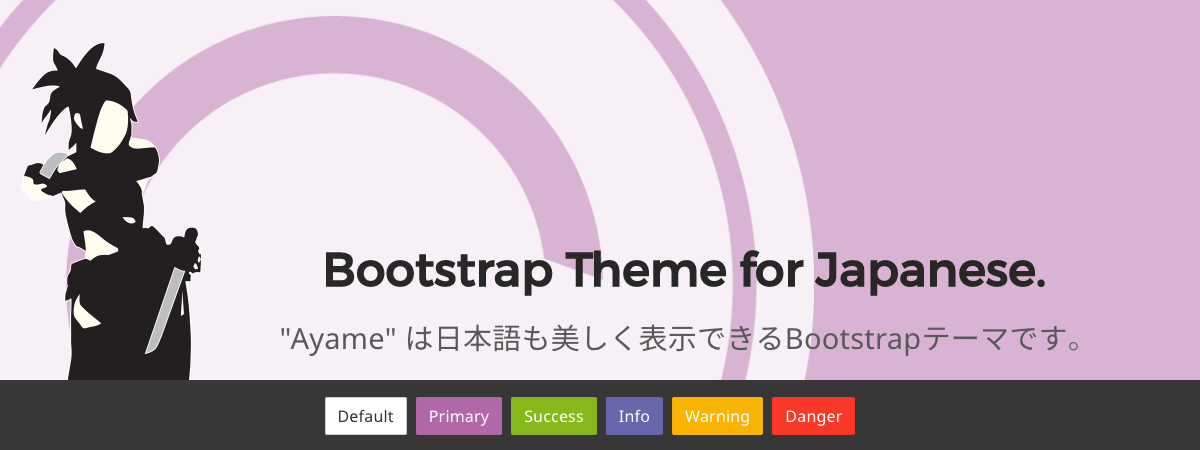 Bootstrap Theme for Japanese.
"Ayame" は日本語も美しく表示できるBootstrapテーマです。
Default Primary Success Info Warning Danger